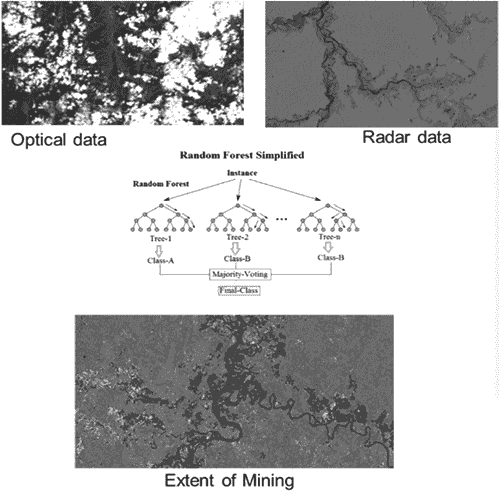 Optical data
Radar data
Random Forest Simplified
Instance
Random Forest
Tree-1
Tree-2
Tree-n
Class-A
Class-B
Class-B
Majority-Voting
Final-Class
Extent of Mining